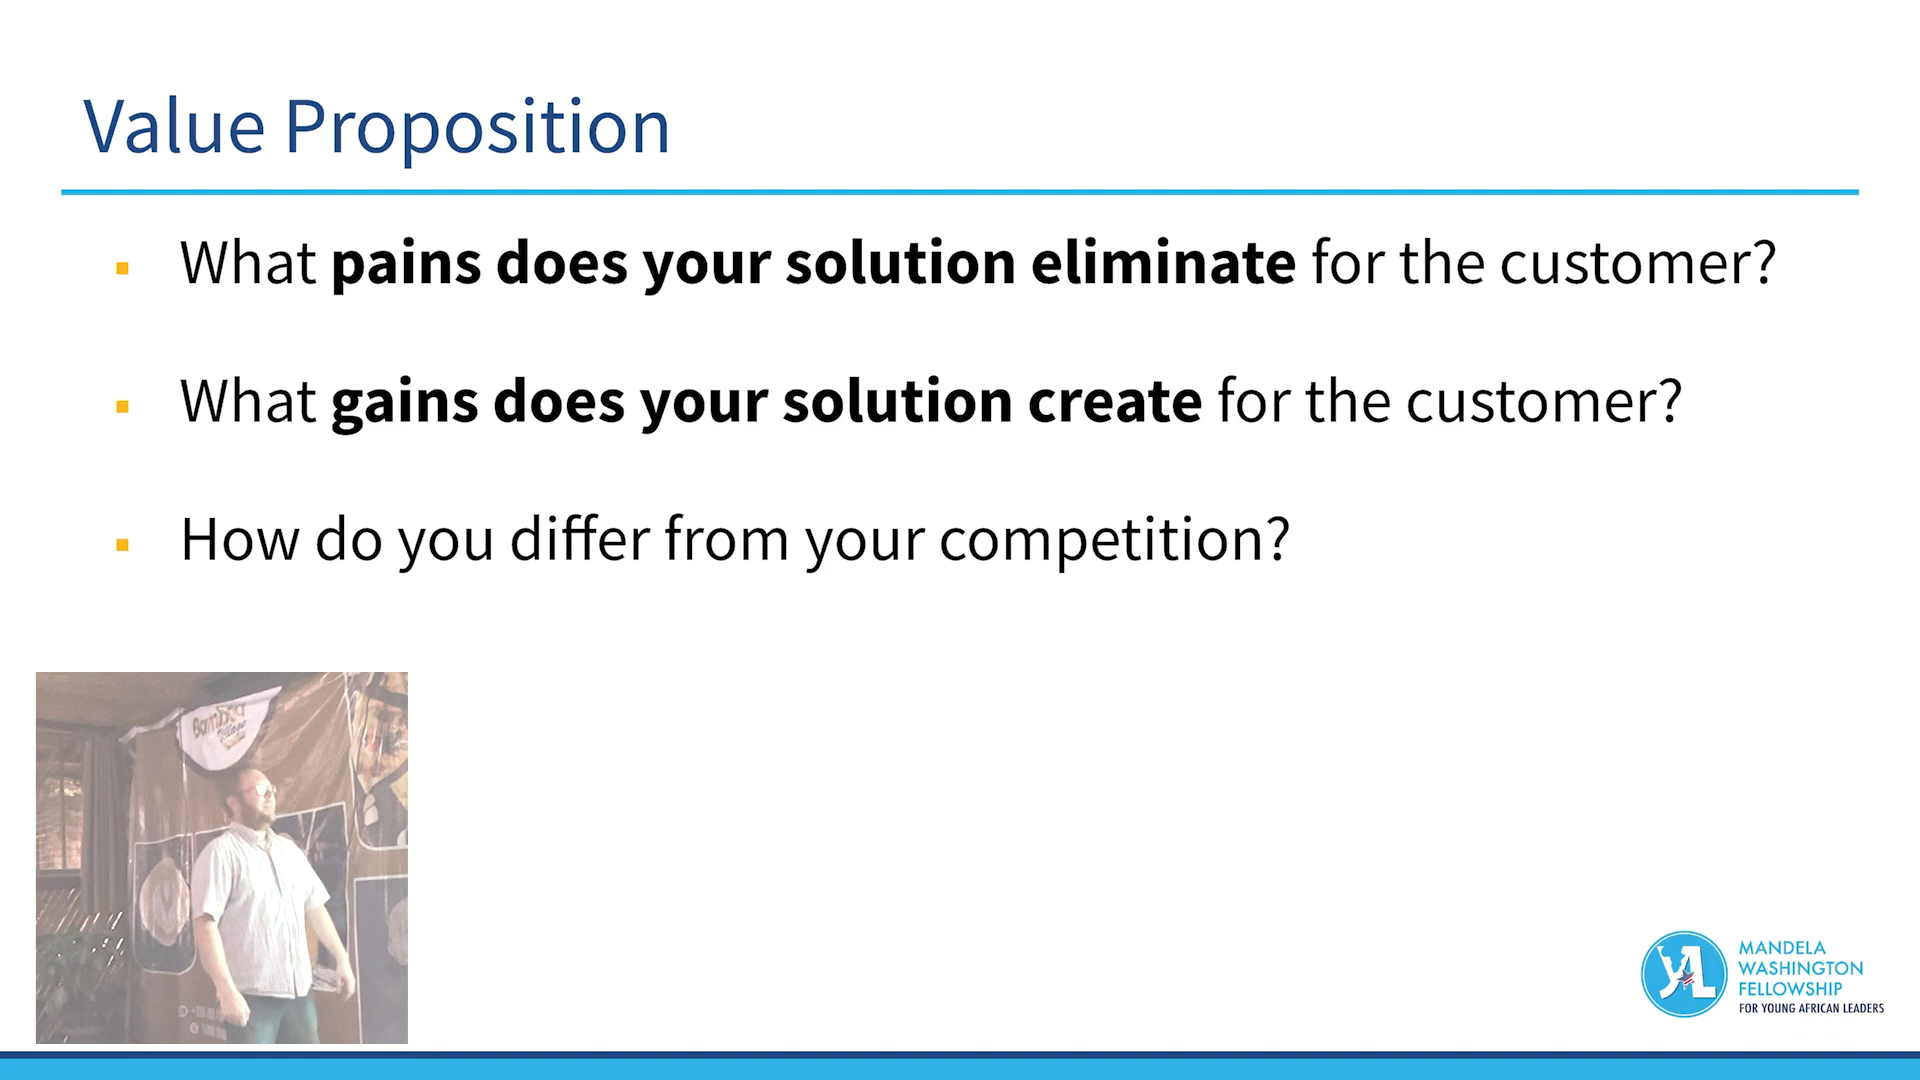 Value Proposition
What pains does your solution eliminate for the customer?
What gains does your solution create for the customer?
How do you differ from your competition?
Village
MANDELA
WASHINGTON
FELLOWSHIP
FOR YOUNG AFRICAN LEADERS